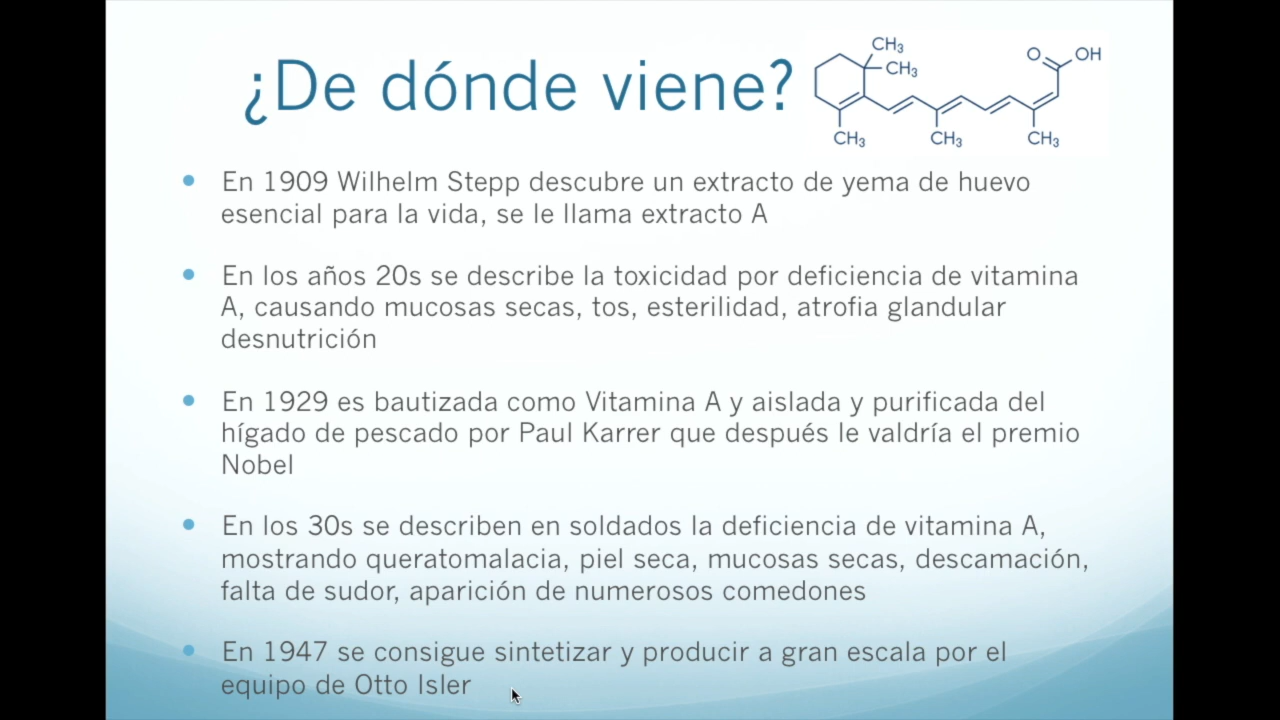 ¿De dónde viene?
CH₃
CH₃
O
OH
CH₃
CH₃
CH₃
• En 1909 Wilhelm Stepp descubre un extracto de yema de huevo
esencial para la vida, se le llama extracto A
• En los años 20s se describe la toxicidad por deficiencia de vitamina
A, causando mucosas secas, tos, esterilidad, atrofia glandular
desnutrición
• En 1929 es bautizada como Vitamina A y aislada y purificada del
hígado de pescado por Paul Karrer que después le valdría el premio
Nobel
• En los 30s se describen en soldados la deficiencia de vitamina A,
mostrando queratomalacia, piel seca, mucosas secas, descamación,
falta de sudor, aparición de numerosos comedones
• En 1947 se consigue sintetizar y producir a gran escala por el
equipo de Otto Isler